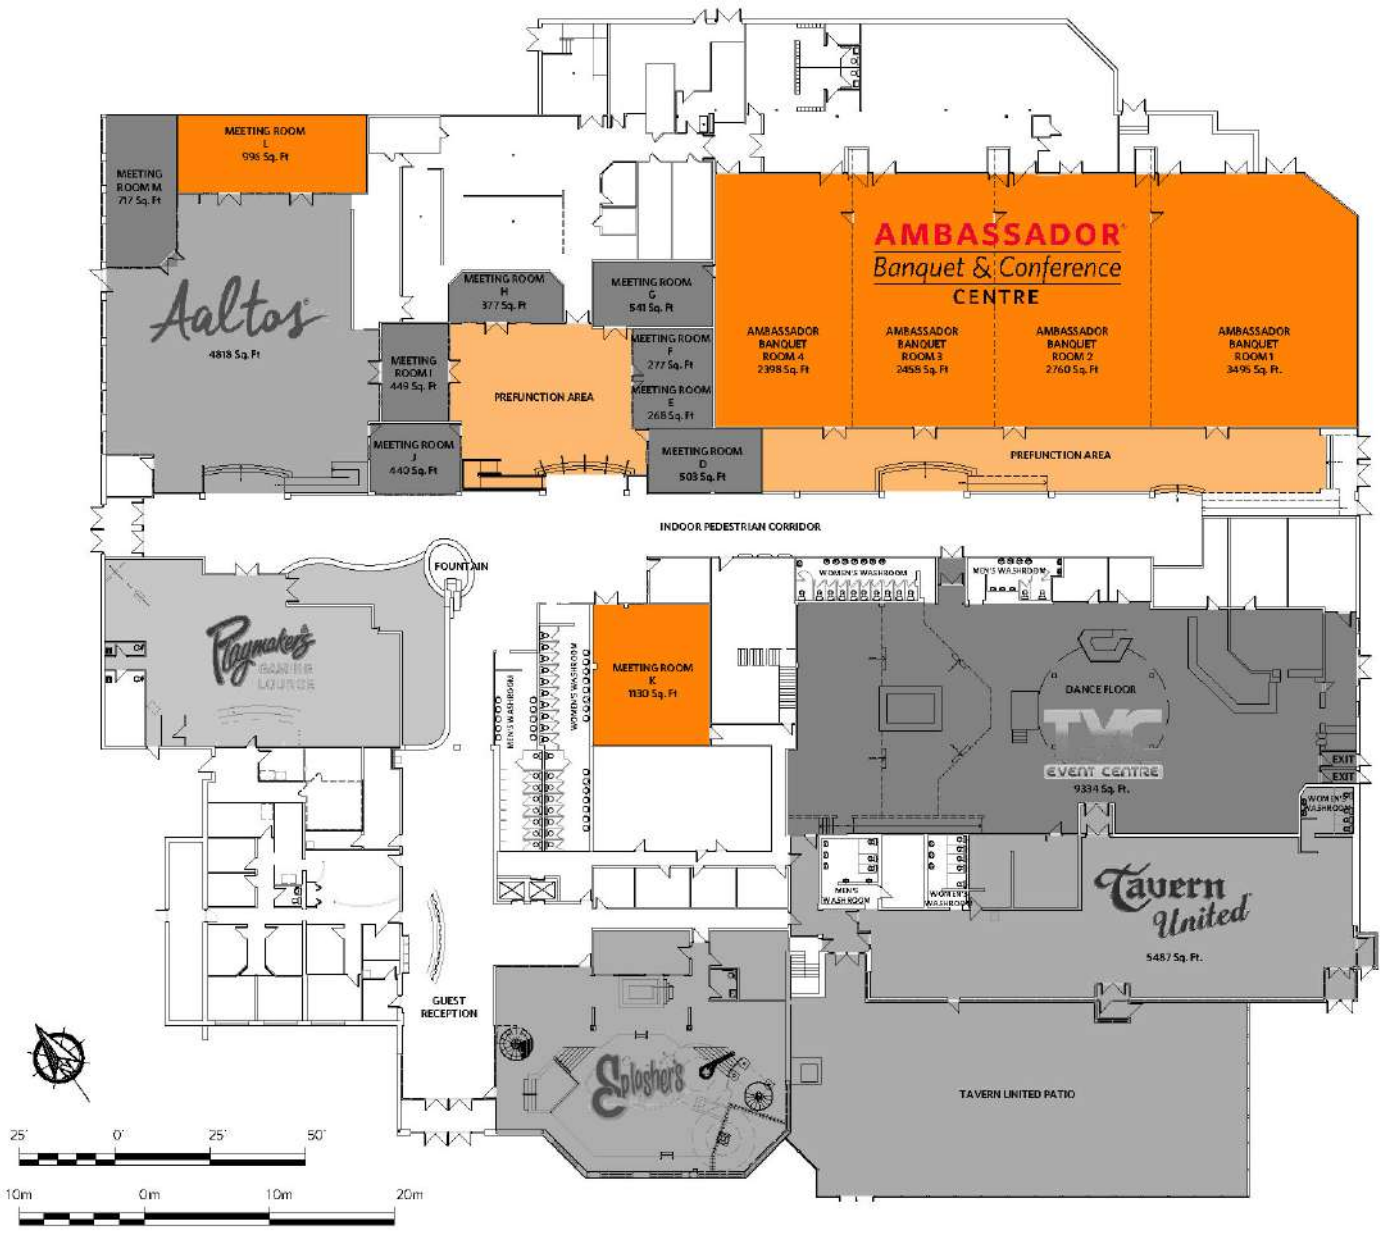 MEETING ROOM
L
996 Sq. Ft
MEETING
ROOM M
717 Sq. Ft
Aaltos
4818 Sq. Ft
MEETING ROOM
H
377 Sq. Ft
MEETING ROOM
G
541 Sq. Ft
MEETING ROOM
F
277 Sq. Ft
MEETING ROOM
E
268 Sq. Ft
MEETING
ROOM I
449 Sq. Ft
PREFUNCTION AREA
MEETING ROOM
J
440 Sq. Ft
MEETING ROOM
D
503 Sq. Ft
AMBASSADOR
Banquet & Conference
CENTRE
AMBASSADOR
BANQUET
ROOM 4
2398 Sq. Ft
AMBASSADOR
BANQUET
ROOM 3
2458 Sq. Ft
AMBASSADOR
BANQUET
ROOM 2
2760 Sq. Ft
AMBASSADOR
BANQUET
ROOM 1
3495 Sq. Ft.
PREFUNCTION AREA
INDOOR PEDESTRIAN CORRIDOR
FOUNTAIN
WOMEN'S WASHROOM
MEN'S WASHROOM
Playmaker's
GAMING
LOUNGE
MEN'S WASHROOM
WOMEN'S WASHROOM
MEETING ROOM
K
1130 Sq. Ft
DANCE FLOOR
TVC
EVENT CENTRE
9334 Sq. Ft.
EXIT
EXIT
WOMEN'S
WASHROOM
MEN'S
WASHROOM
WOMEN'S
WASHROOM
Tavern
United
5487 Sq. Ft.
GUEST
RECEPTION
Splashers
TAVERN UNITED PATIO
25' 0' 25' 50'
10m 0m 10m 20m